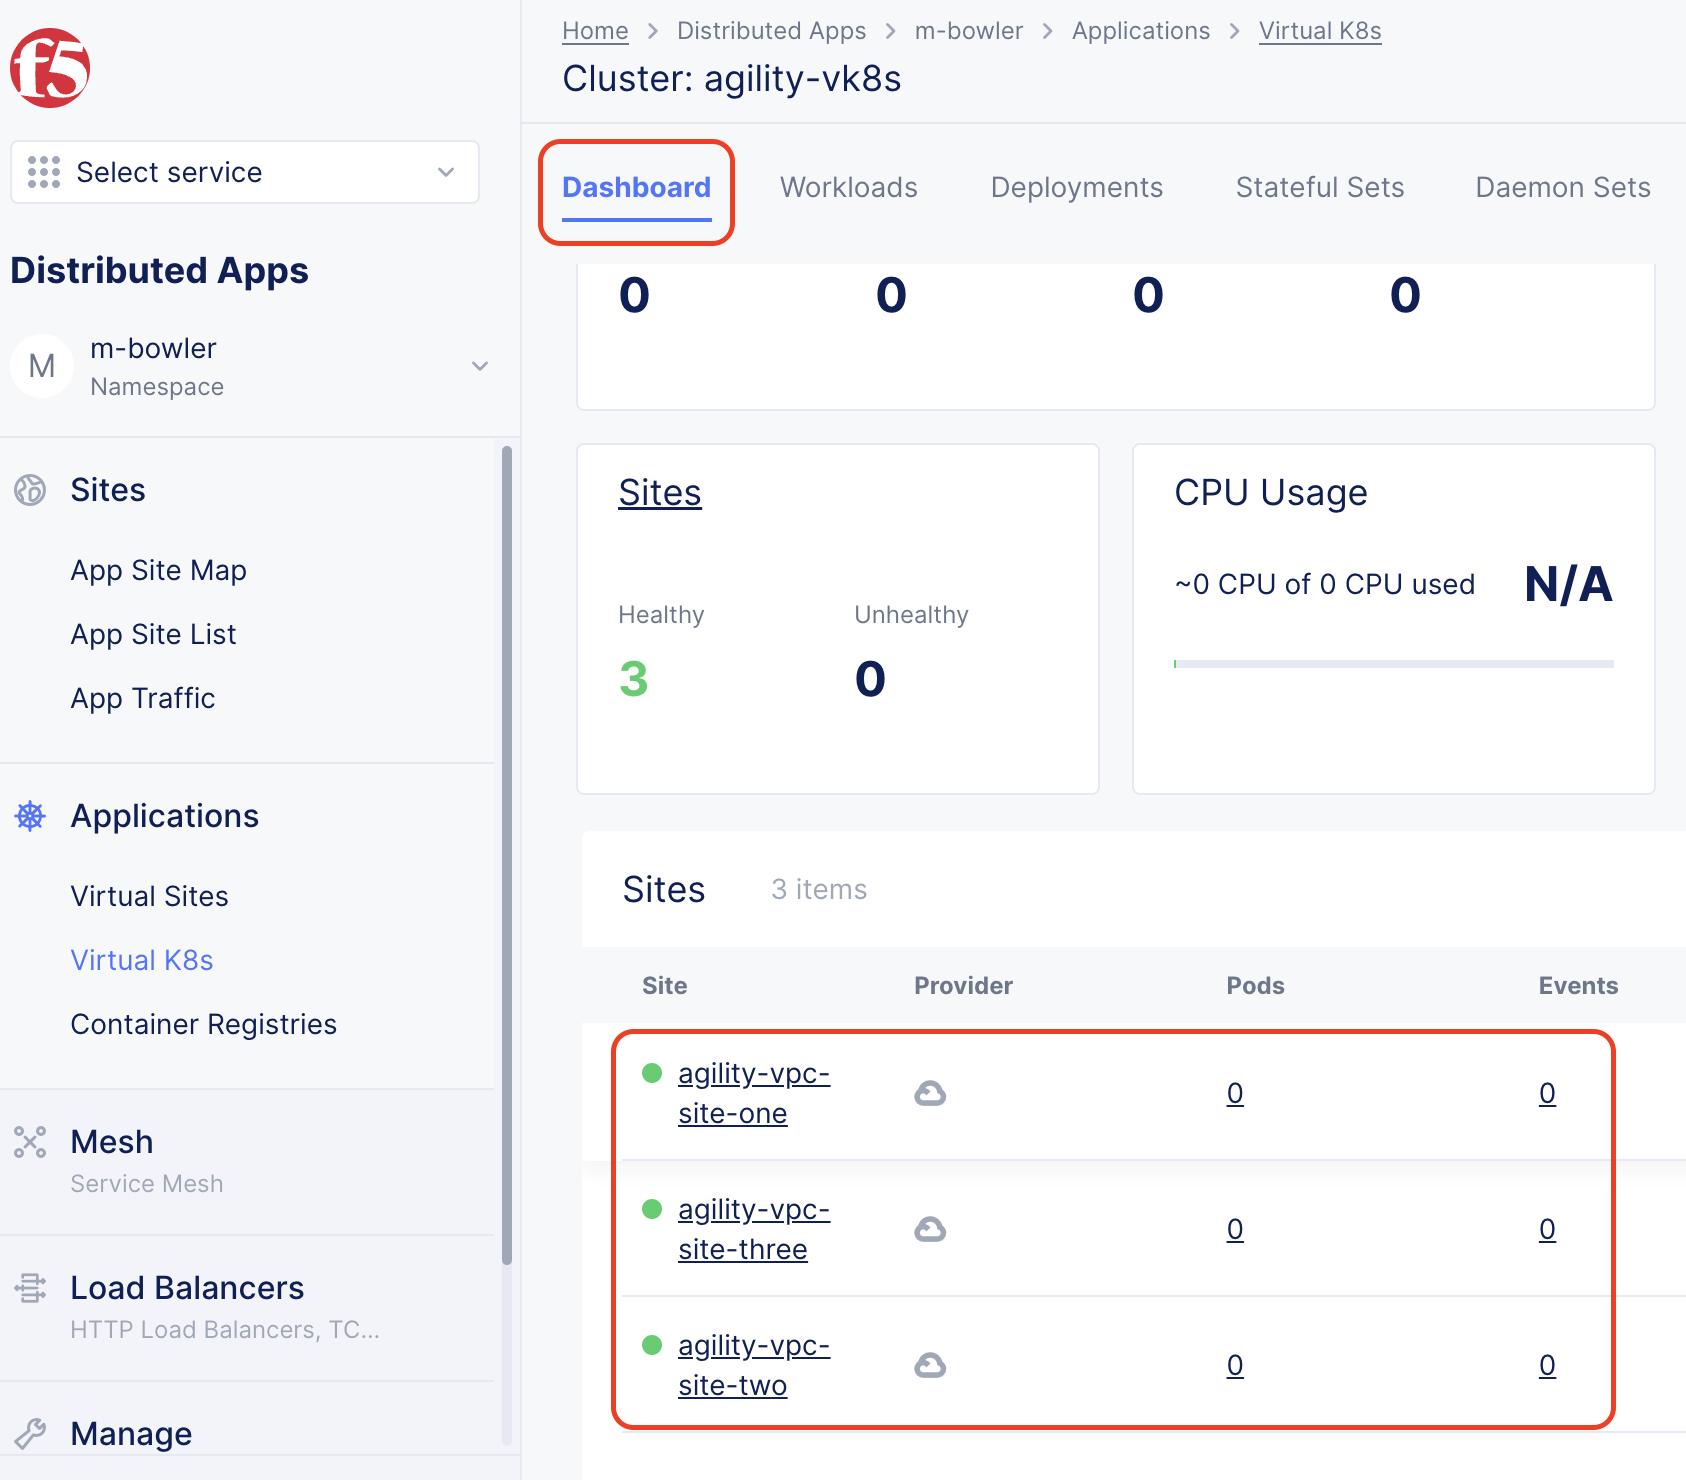 f5
Select service
Distributed Apps
M
m-bowler
Namespace
Sites
App Site Map
App Site List
App Traffic
Applications
Virtual Sites
Virtual K8s
Container Registries
Mesh
Service Mesh
Load Balancers
HTTP Load Balancers, TC...
Manage
Home > Distributed Apps > m-bowler > Applications > Virtual K8s
Cluster: agility-vk8s
Dashboard Workloads Deployments Stateful Sets Daemon Sets
0 0 0 0
Sites
Healthy Unhealthy
3 0
CPU Usage
~0 CPU of 0 CPU used N/A
Sites 3 items
Site Provider Pods Events
agility-vpc-
site-one
0 0
agility-vpc-
site-three
0 0
agility-vpc-
site-two
0 0